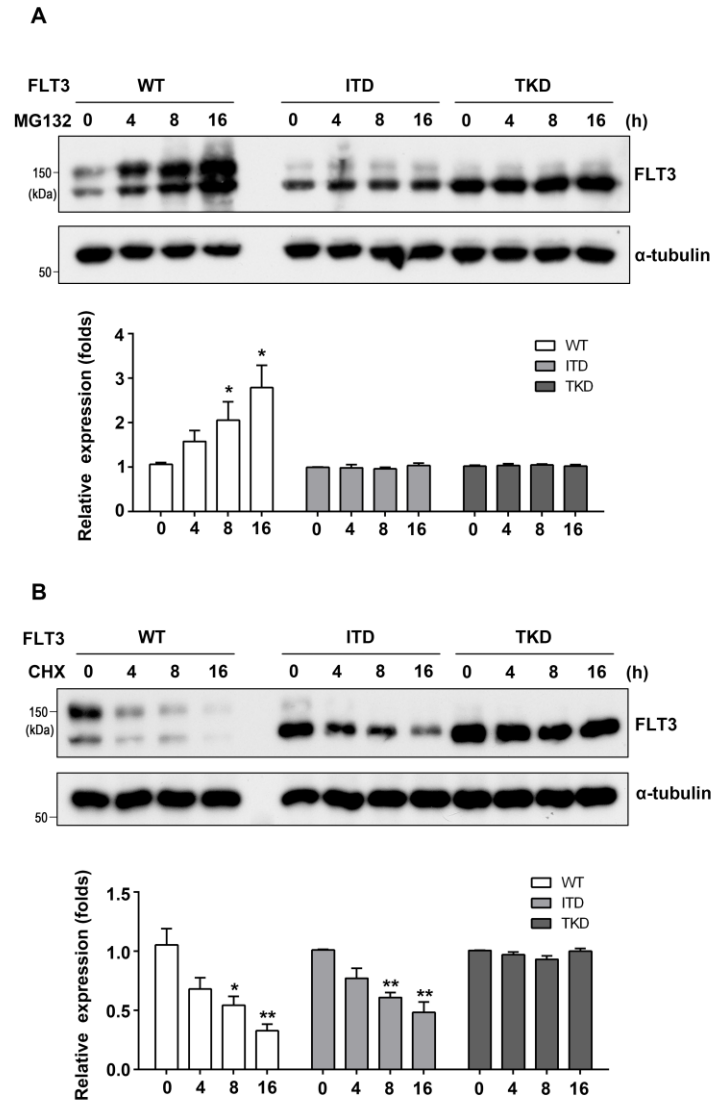 A
FLT3 WT ITD TKD
MG132 0 4 8 16 0 4 8 16 0 4 8 16 (h)
150
(kDa)
FLT3
α-tubulin
50
Relative expression (folds)
4
3
2
1
0
* *
WT
ITD
TKD
0 4 8 16 0 4 8 16 0 4 8 16
B
FLT3 WT ITD TKD
CHX 0 4 8 16 0 4 8 16 0 4 8 16 (h)
150
(kDa)
FLT3
α-tubulin
50
Relative expression (folds)
1.5
1.0
0.5
0.0
* ** ** **
WT
ITD
TKD
0 4 8 16 0 4 8 16 0 4 8 16